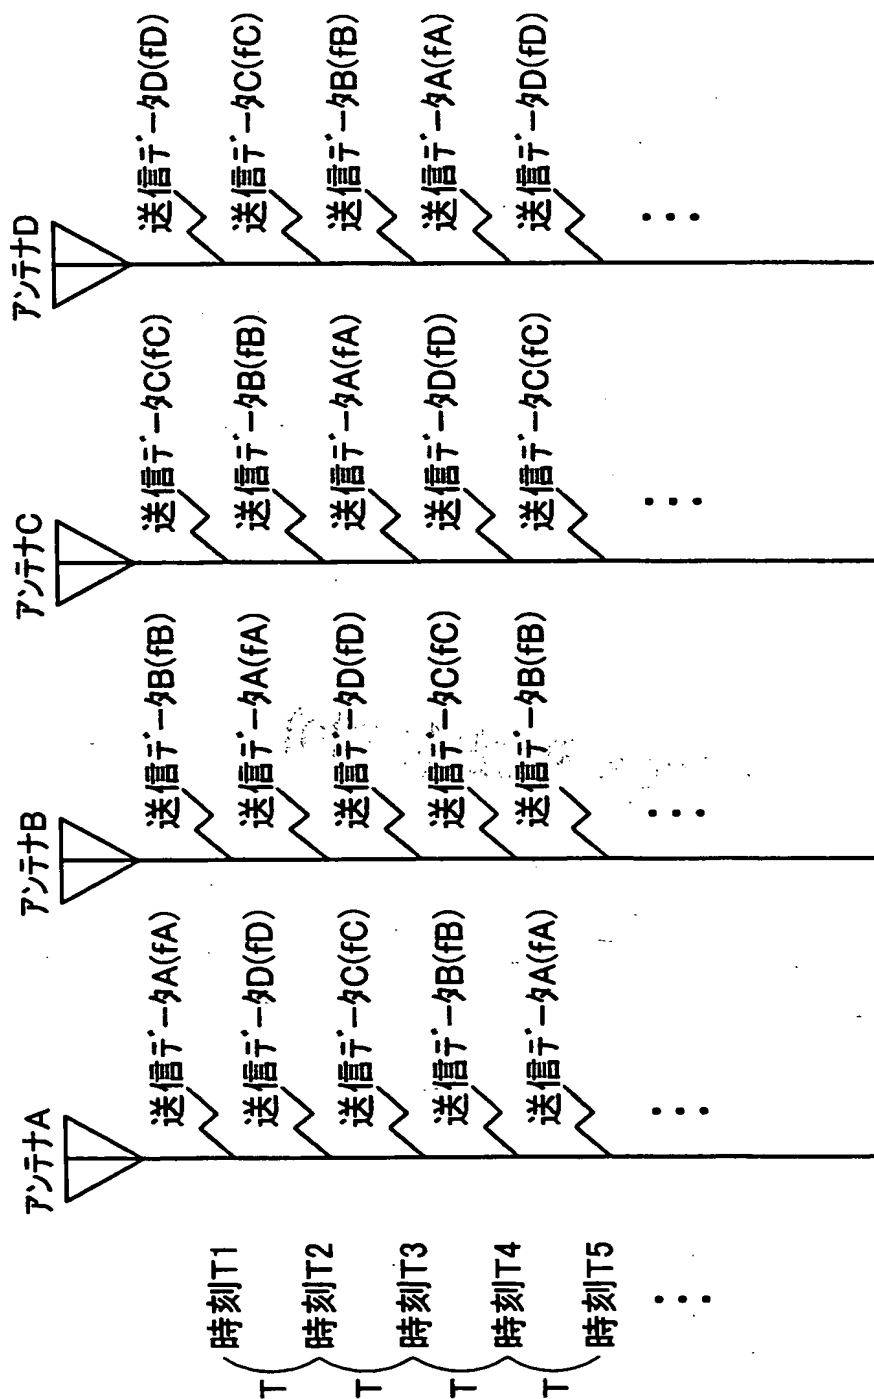 アンテナA アンテナB アンテナC アンテナD
送信データA(fA) 送信データB(fB) 送信データC(fC) 送信データD(fD)
時刻T1
T 送信データD(fD) 送信データA(fA) 送信データB(fB) 送信データC(fC)
時刻T2
T 送信データC(fC) 送信データD(fD) 送信データA(fA) 送信データB(fB)
時刻T3
T 送信データB(fB) 送信データC(fC) 送信データD(fD) 送信データA(fA)
時刻T4
T 送信データA(fA) 送信データB(fB) 送信データC(fC) 送信データD(fD)
時刻T5
... ... ... ... ...